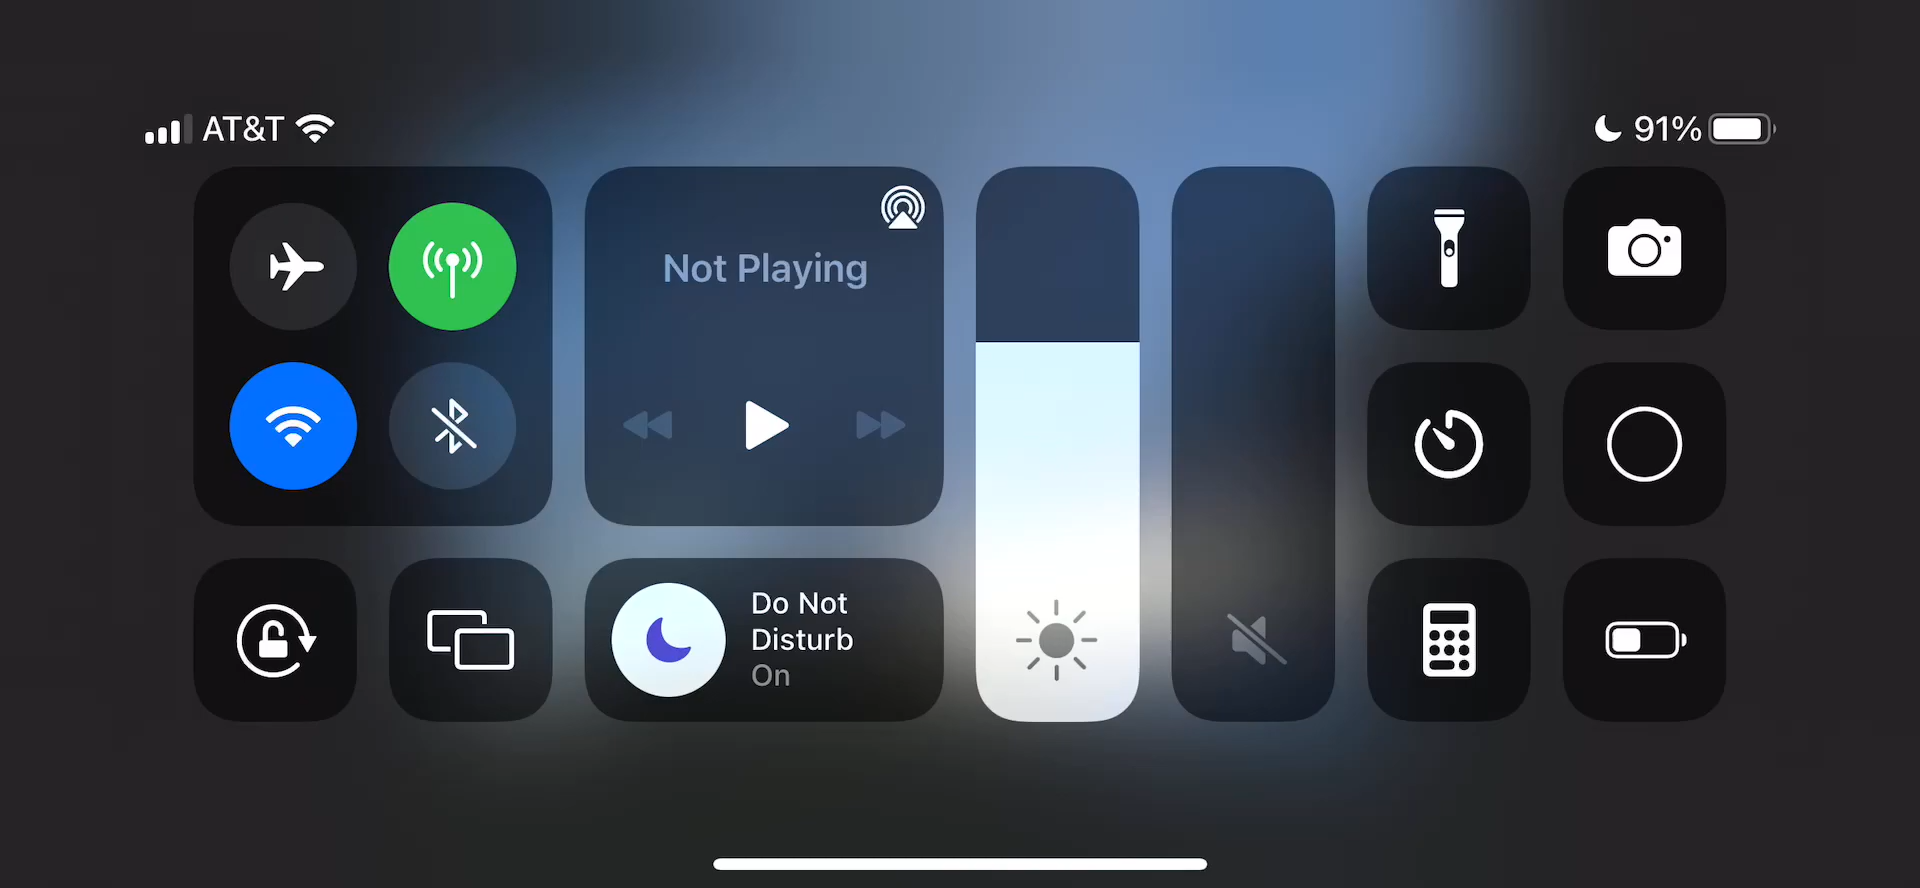 AT&T
91%
Not Playing
Do Not
Disturb
On